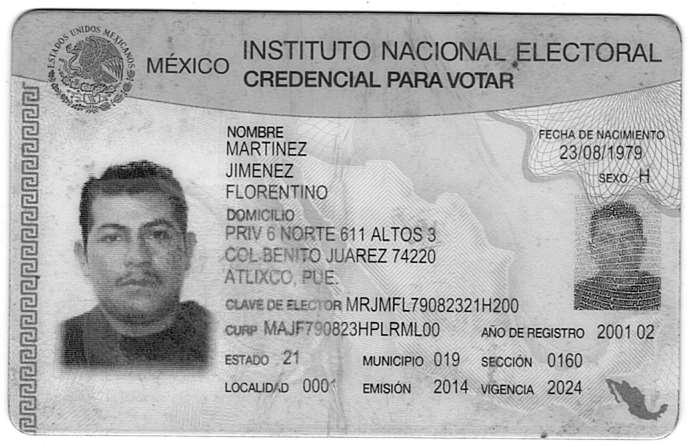 ESTADOS UNIDOS MEXICANOS
MÉXICO INSTITUTO NACIONAL ELECTORAL
CREDENCIAL PARA VOTAR
NOMBRE
MARTINEZ
JIMENEZ
FLORENTINO
FECHA DE NACIMIENTO
23/08/1979
SEXO H
DOMICILIO
PRIV 6 NORTE 611 ALTOS 3
COL BENITO JUAREZ 74220
ATLIXCO, PUE.
CLAVE DE ELECTOR MRJMFL79082321H200
CURP MAJF790823HPLRML00 AÑO DE REGISTRO 2001 02
ESTADO 21 MUNICIPIO 019 SECCIÓN 0160
LOCALIDAD 0001 EMISIÓN 2014 VIGENCIA 2024